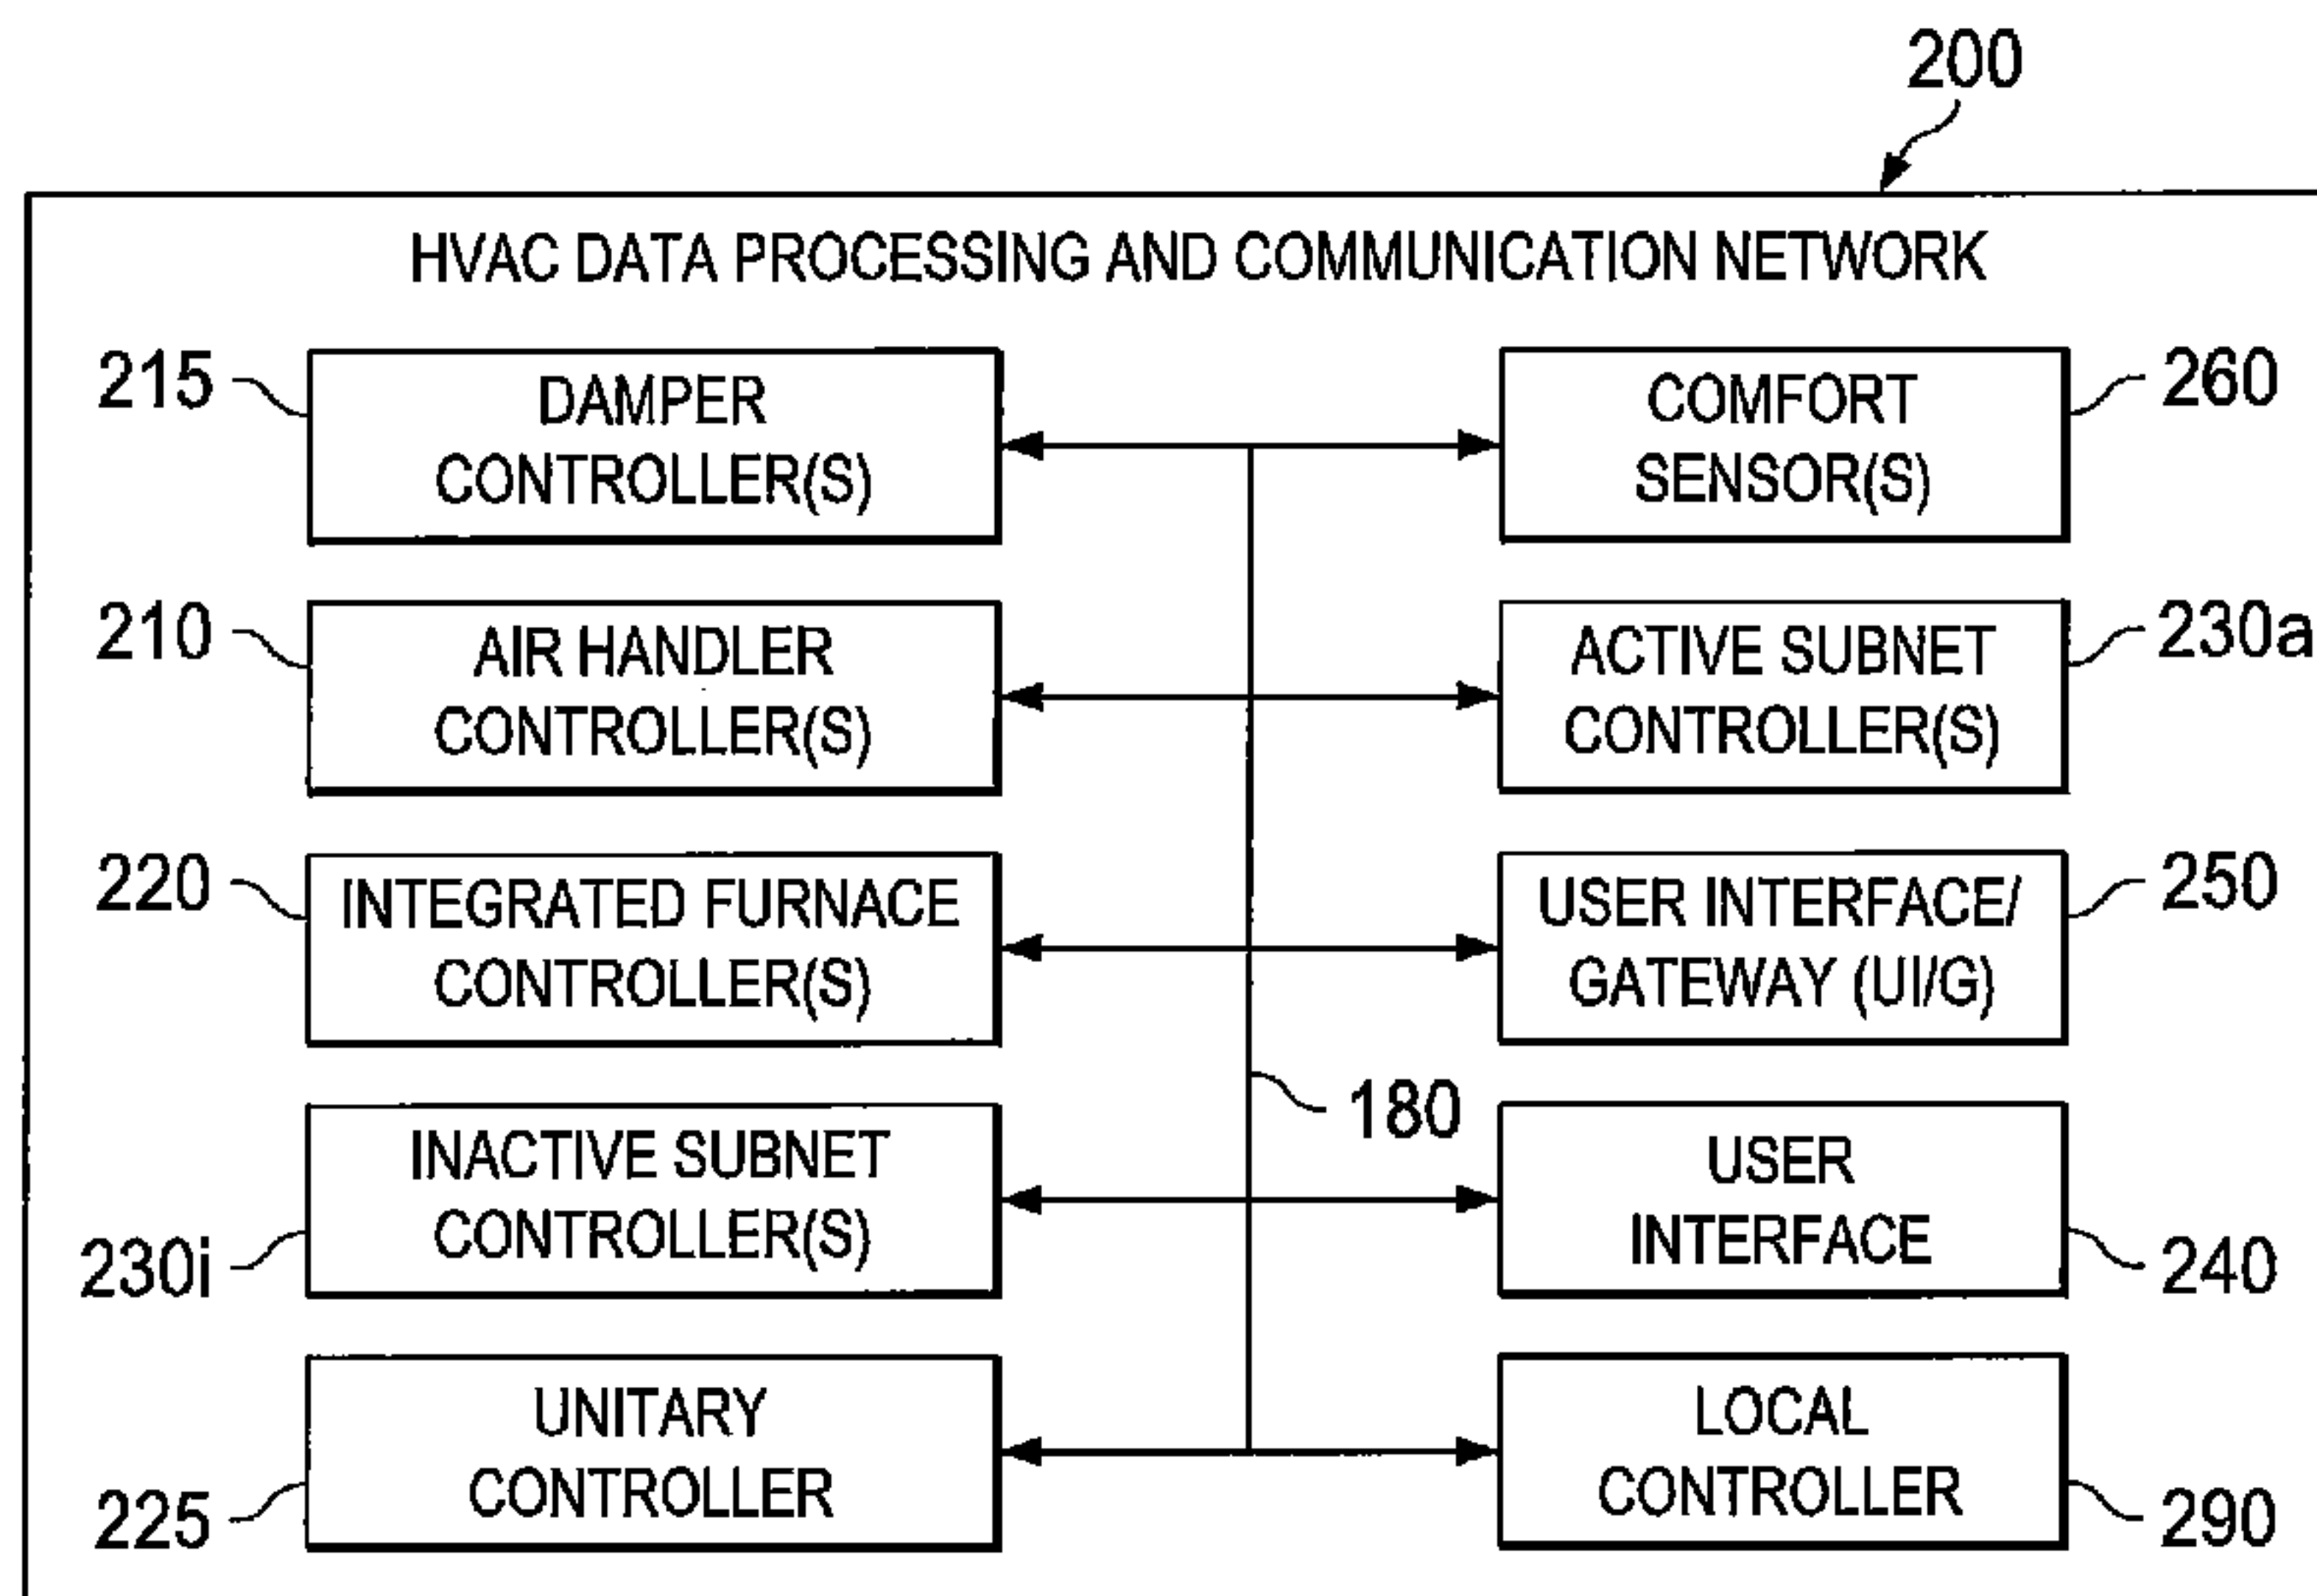 200
HVAC DATA PROCESSING AND COMMUNICATION NETWORK
215
DAMPER
CONTROLLER(S)
COMFORT
SENSOR(S)
260
210
AIR HANDLER
CONTROLLER(S)
ACTIVE SUBNET
CONTROLLER(S)
230a
220
INTEGRATED FURNACE
CONTROLLER(S)
USER INTERFACE/
GATEWAY (UI/G)
250
180
230i
INACTIVE SUBNET
CONTROLLER(S)
USER
INTERFACE
240
225
UNITARY
CONTROLLER
LOCAL
CONTROLLER
290